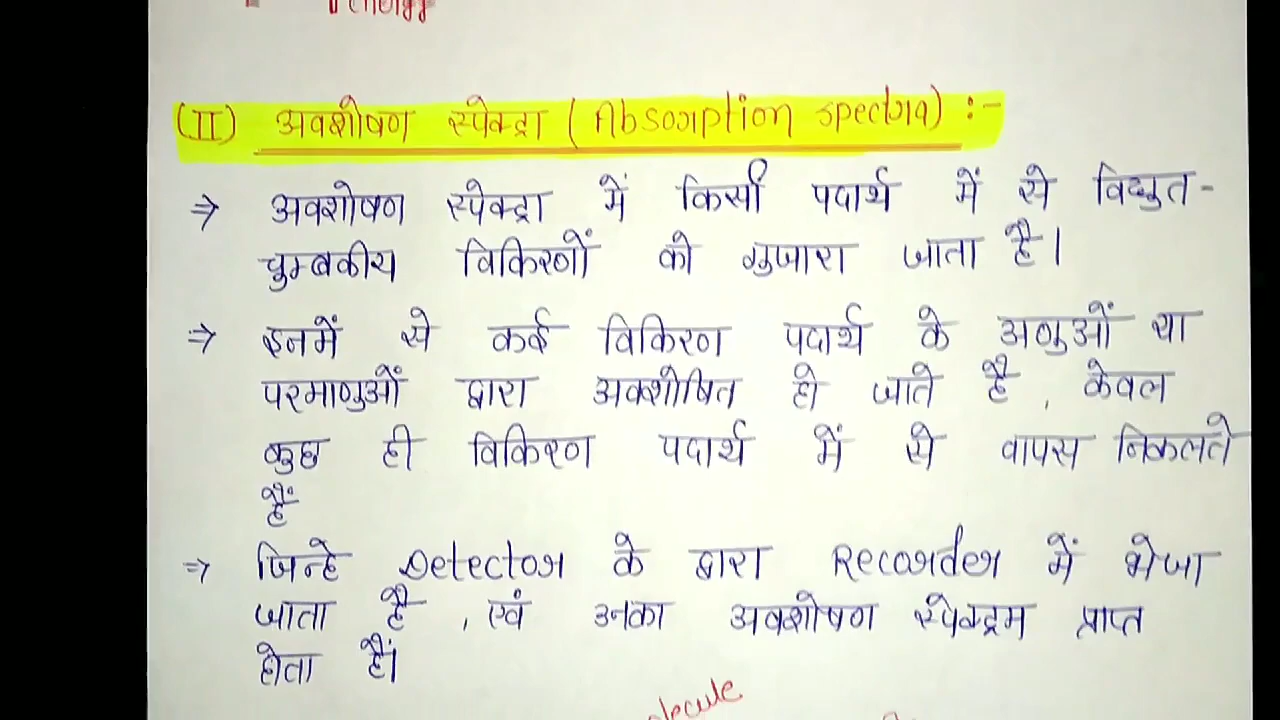 (II) अवशोषण स्पेक्ट्रा (Absorption spectra) :-
⇒ अवशोषण स्पेक्ट्रा में किसी पदार्थ में से विद्युत-
चुम्बकीय विकिरणों को गुजारा जाता है।
⇒ इनमें से कई विकिरण पदार्थ के अणुओं या
परमाणुओं द्वारा अवशोषित हो जाते है , केवल
कुछ ही विकिरण पदार्थ में से वापस निकलते
हैं
⇒ जिन्हे Detector के द्वारा Recorder में भेजा
जाता है , एवं उनका अवशोषण स्पेक्ट्रम प्राप्त
होता हैं।